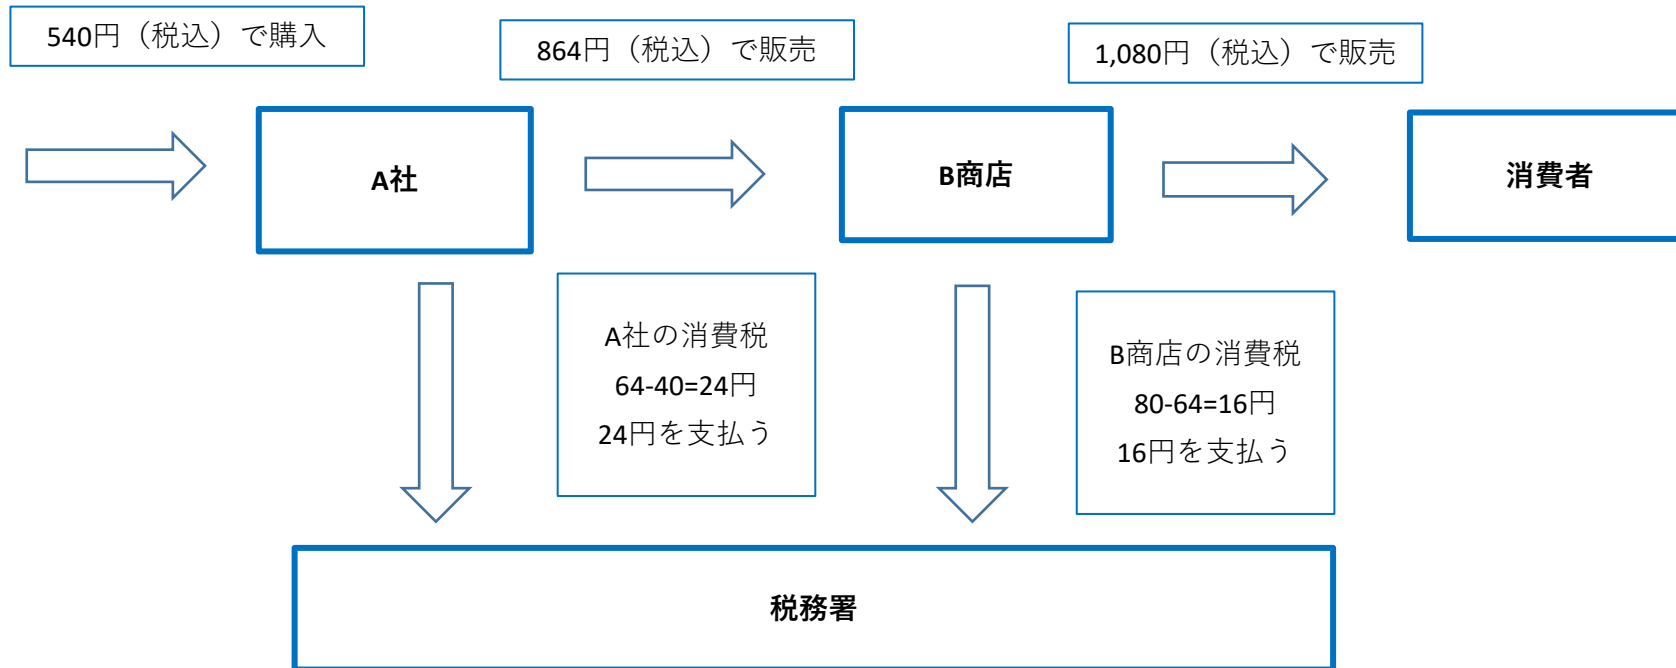 540円（税込）で購入
864円（税込）で販売
1,080円（税込）で販売
A社
B商店
消費者
A社の消費税
64-40=24円
24円を支払う
B商店の消費税
80-64=16円
16円を支払う
税務署